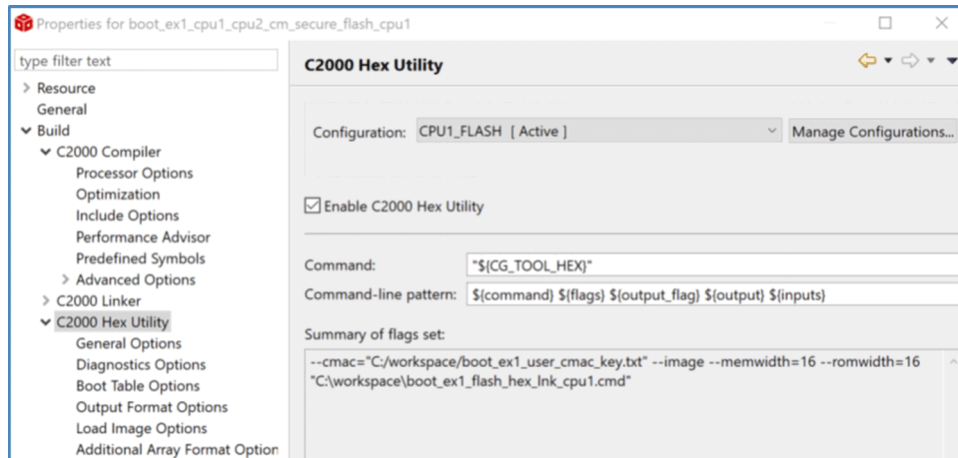 Properties for boot_ex1_cpu1_cpu2_cm_secure_flash_cpu1
type filter text
Resource
General
Build
C2000 Compiler
Processor Options
Optimization
Include Options
Performance Advisor
Predefined Symbols
Advanced Options
C2000 Linker
C2000 Hex Utility
General Options
Diagnostics Options
Boot Table Options
Output Format Options
Load Image Options
Additional Array Format Option
C2000 Hex Utility
Configuration: CPU1_FLASH [ Active ] Manage Configurations...
Enable C2000 Hex Utility
Command: "${CG_TOOL_HEX}"
Command-line pattern: ${command} ${flags} ${output_flag} ${output} ${inputs}
Summary of flags set:
--cmac="C:/workspace/boot_ex1_user_cmac_key.txt" --image --memwidth=16 --romwidth=16
"C:\workspace\boot_ex1_flash_hex_lnk_cpu1.cmd"